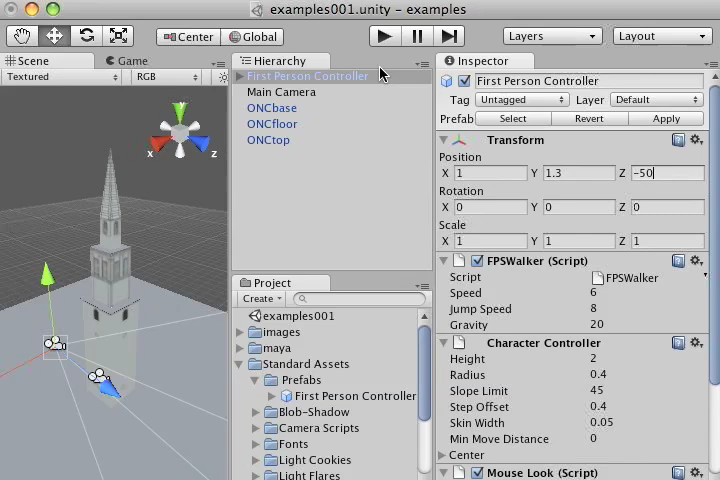 examples001.unity - examples
Center
Global
Layers
Layout
Scene
Game
Textured
RGB
y
x
z
Hierarchy
First Person Controller
Main Camera
ONCbase
ONCfloor
ONCtop
Project
Create
examples001
images
maya
Standard Assets
Prefabs
First Person Controller
Blob-Shadow
Camera Scripts
Fonts
Light Cookies
Light Flares
Inspector
First Person Controller
Tag Untagged Layer Default
Prefab Select Revert Apply
Transform
Position
X 1 Y 1.3 Z -50
Rotation
X 0 Y 0 Z 0
Scale
X 1 Y 1 Z 1
FPSWalker (Script)
Script FPSWalker
Speed 6
Jump Speed 8
Gravity 20
Character Controller
Height 2
Radius 0.4
Slope Limit 45
Step Offset 0.4
Skin Width 0.05
Min Move Distance 0
Center
Mouse Look (Script)